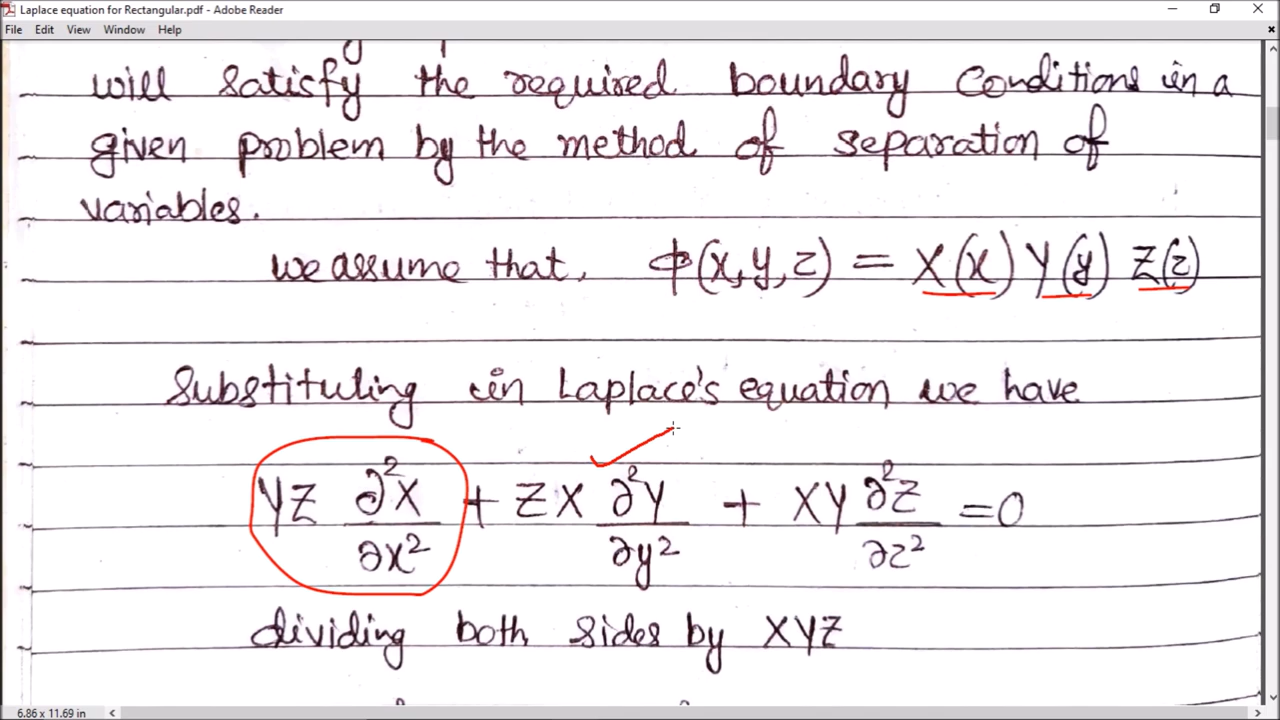 Laplace equation for Rectangular.pdf - Adobe Reader
File Edit View Window Help
will satisfy the required boundary Conditions in a
given problem by the method of separation of
variables.
we assume that, ϕ(x,y,z) = X(x) Y(y) Z(z)
Substituting in Laplace's equation we have
YZ ∂²X/∂x² + ZX ∂²Y/∂y² + XY ∂²Z/∂z² = 0
dividing both sides by XYZ
6.86 x 11.69 in